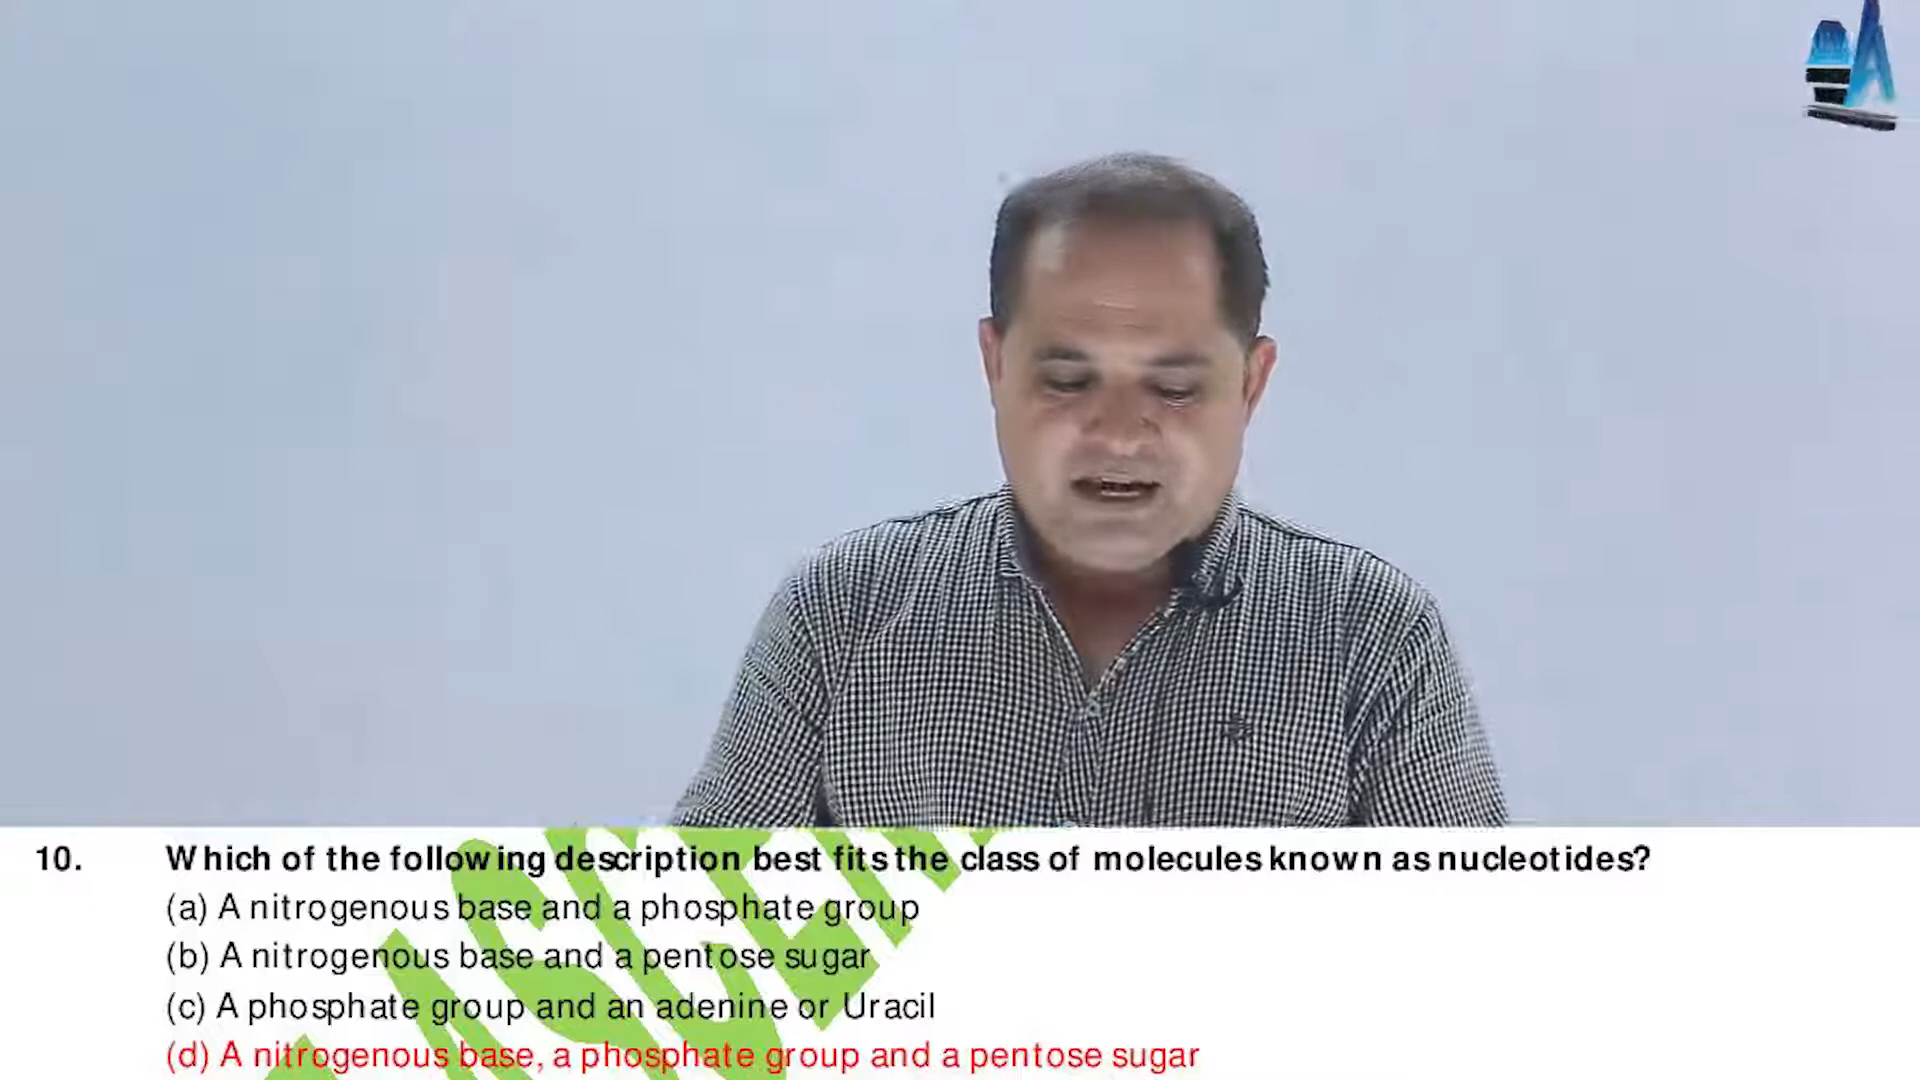 10. Which of the following description best fits the class of molecules known as nucleotides?
(a) A nitrogenous base and a phosphate group
(b) A nitrogenous base and a pentose sugar
(c) A phosphate group and an adenine or Uracil
(d) A nitrogenous base, a phosphate group and a pentose sugar